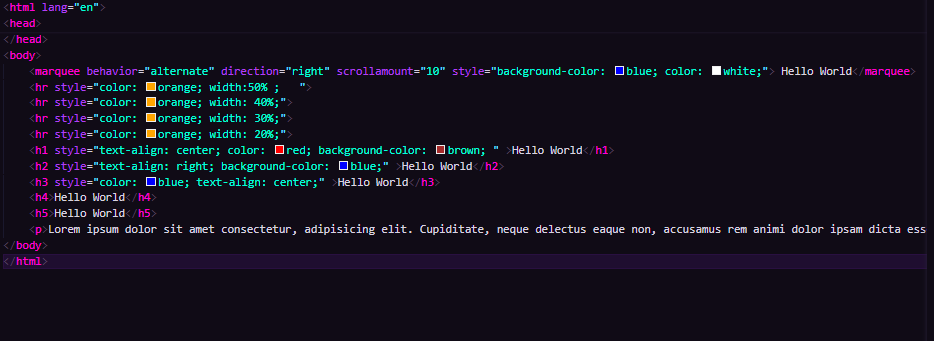 <html lang="en">
<head>
</head>
<body>
    <marquee behavior="alternate" direction="right" scrollamount="10" style="background-color: blue; color: white;"> Hello World</marquee>
    <hr style="color: orange; width:50% ;   ">
    <hr style="color: orange; width: 40%;">
    <hr style="color: orange; width: 30%;">
    <hr style="color: orange; width: 20%;">
    <h1 style="text-align: center; color: red; background-color: brown; " >Hello World</h1>
    <h2 style="text-align: right; background-color: blue;" >Hello World</h2>
    <h3 style="color: blue; text-align: center;" >Hello World</h3>
    <h4>Hello World</h4>
    <h5>Hello World</h5>
    <p>Lorem ipsum dolor sit amet consectetur, adipisicing elit. Cupiditate, neque delectus eaque non, accusamus rem animi dolor ipsam dicta ess
</body>
</html>